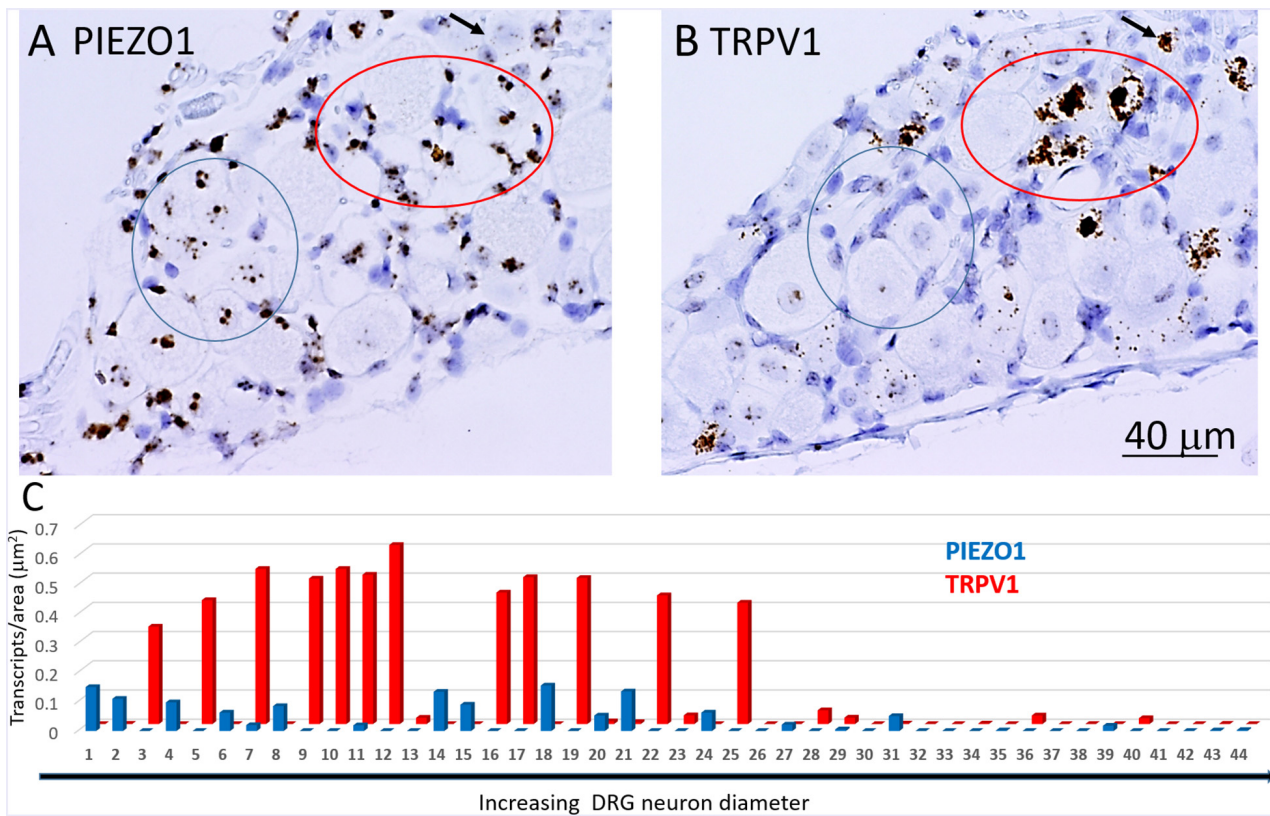 A PIEZO1
B TRPV1
40 μm
C
Transcripts/area (μm²)
0.7
0.6
0.5
0.4
0.3
0.2
0.1
0
PIEZO1
TRPV1
1 2 3 4 5 6 7 8 9 10 11 12 13 14 15 16 17 18 19 20 21 22 23 24 25 26 27 28 29 30 31 32 33 34 35 36 37 38 39 40 41 42 43 44
Increasing DRG neuron diameter